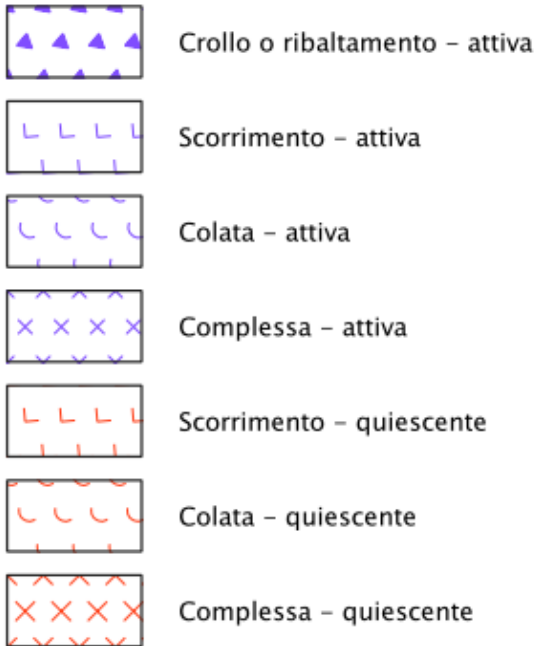 Crollo o ribaltamento – attiva
Scorrimento – attiva
Colata – attiva
Complessa – attiva
Scorrimento – quiescente
Colata – quiescente
Complessa – quiescente